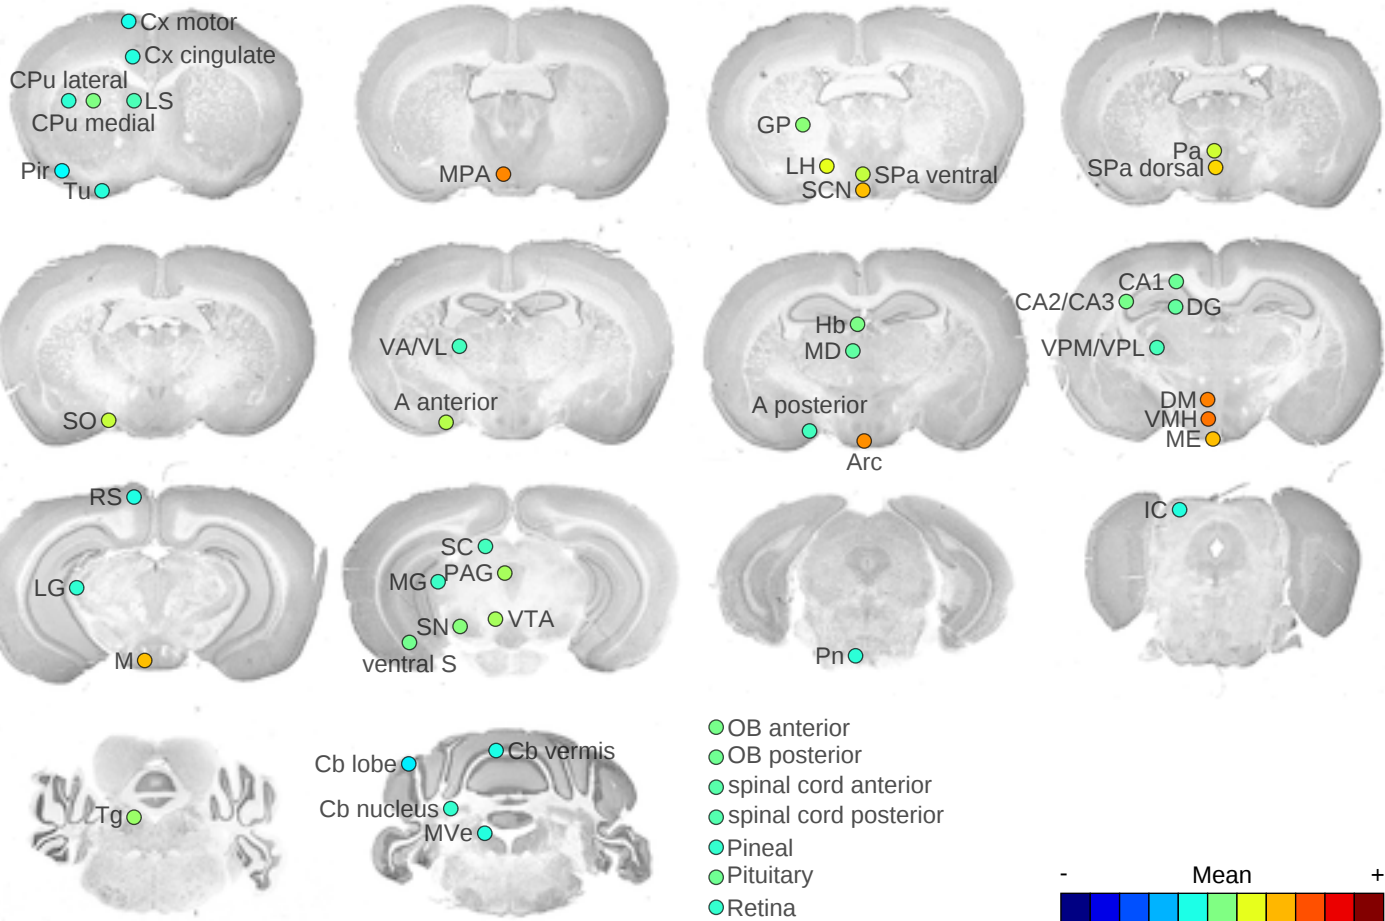 Cx motor
Cx cingulate
CPu lateral
LS
CPu medial
Pir
Tu
MPA
GP
LH
SPa ventral
SCN
Pa
SPa dorsal
SO
VA/VL
A anterior
Hb
MD
A posterior
Arc
CA1
CA2/CA3
DG
VPM/VPL
DM
VMH
ME
RS
LG
M
SC
MG
PAG
SN
VTA
ventral S
Pn
IC
Tg
Cb lobe
Cb vermis
Cb nucleus
MVe
OB anterior
OB posterior
spinal cord anterior
spinal cord posterior
Pineal
Pituitary
Retina
- Mean +